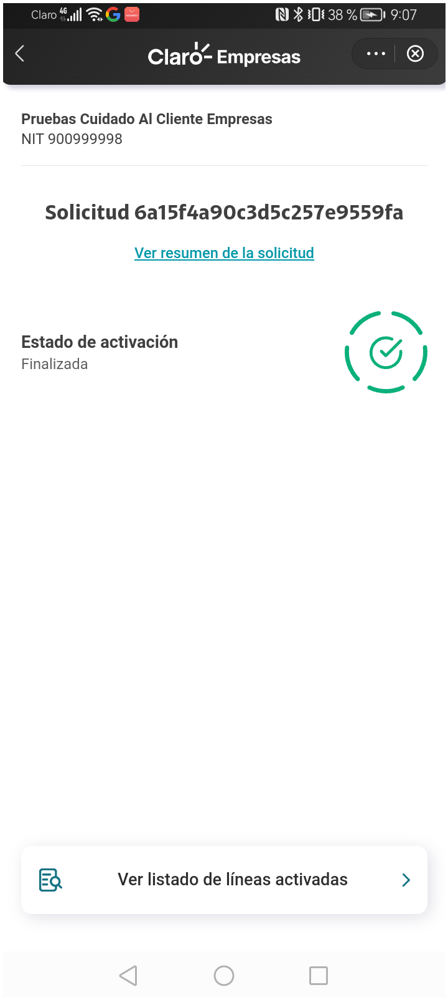 Claro 4G 38 % 9:07
Claro- Empresas
Pruebas Cuidado Al Cliente Empresas
NIT 900999998
Solicitud 6a15f4a90c3d5c257e9559fa
Ver resumen de la solicitud
Estado de activación
Finalizada
Ver listado de líneas activadas